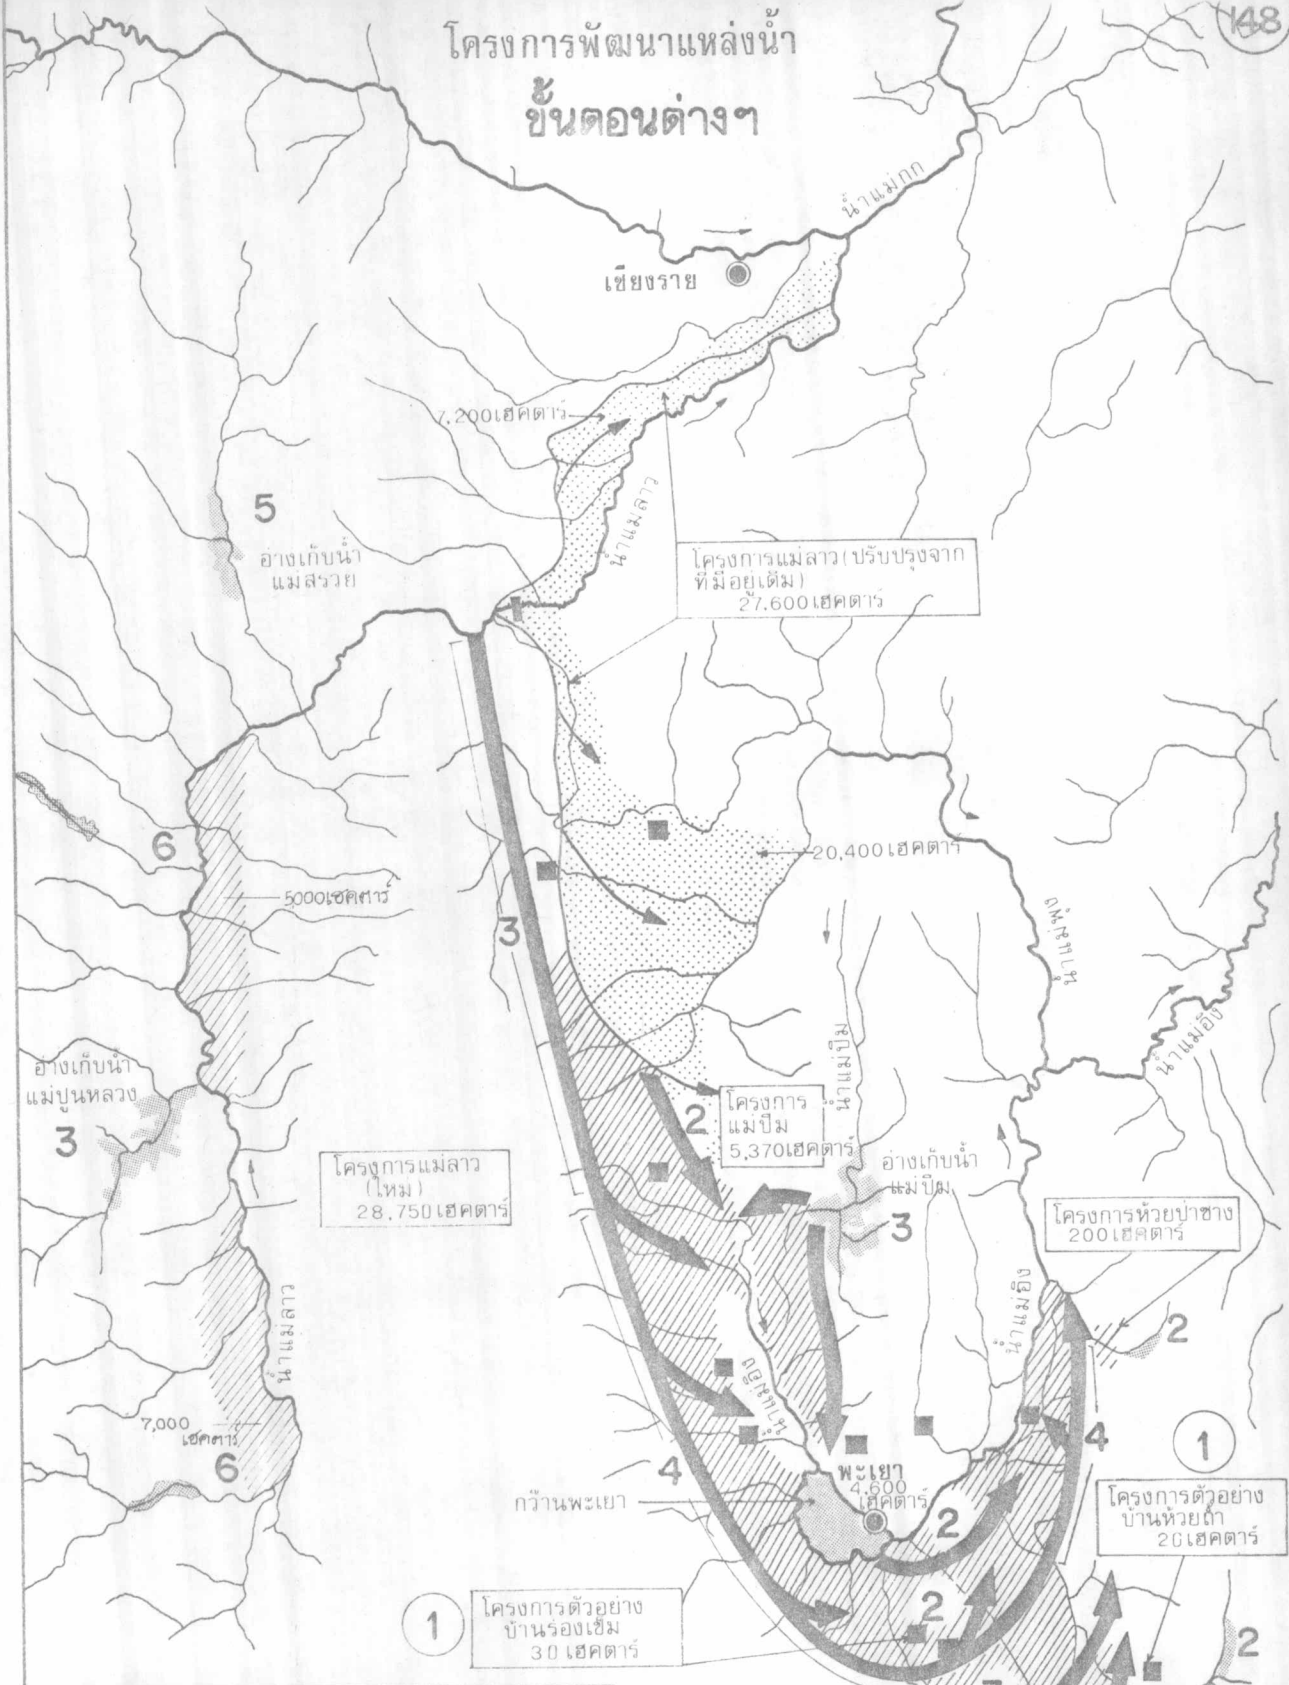 148
โครงการพัฒนาแหล่งน้ำ
ขั้นตอนต่างๆ
น้ำแม่กก
เชียงราย
7,200เฮคตาร์
น้ำแม่ลาว
5
อ่างเก็บน้ำ
แม่สรวย
โครงการแม่ลาว(ปรับปรุงจาก
ที่มีอยู่เดิม)
27.600เฮคตาร์
6
5000เฮคตาร์
20,400เฮคตาร์
3
น้ำแม่พุง
น้ำแม่อิง
อ่างเก็บน้ำ
แม่ปูนหลวง
3
น้ำแม่ปืม
2
โครงการ
แม่ปืม
5,370เฮคตาร์
โครงการแม่ลาว
(ใหม่)
28,750เฮคตาร์
อ่างเก็บน้ำ
แม่ปืม
3
โครงการห้วยป่าซาง
200เฮคตาร์
น้ำแม่ลาว
น้ำแม่อิง
2
7,000
เฮคตาร์
6
4
4
1
พะเยา
4,600
เฮคตาร์
กว๊านพะเยา
2
โครงการตัวอย่าง
บ้านห้วยถ้ำ
20เฮคตาร์
1
โครงการตัวอย่าง
บ้านร่องเข็ม
30เฮคตาร์
2
2